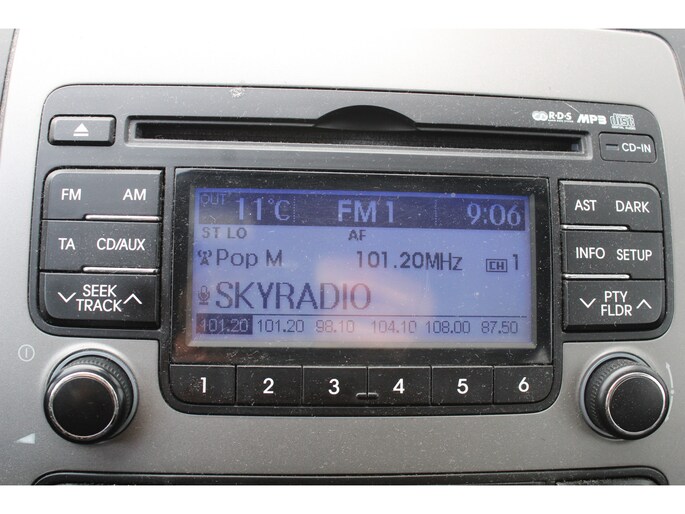 R·D·S MP3
CD-IN
FM AM
TA CD/AUX
SEEK
TRACK
OUT 11°C FM 1 9:06
ST LO AF
Pop M 101.20MHz CH 1
SKYRADIO
101.20 101.20 98.10 104.10 108.00 87.50
AST DARK
INFO SETUP
PTY
FLDR
1 2 3 4 5 6